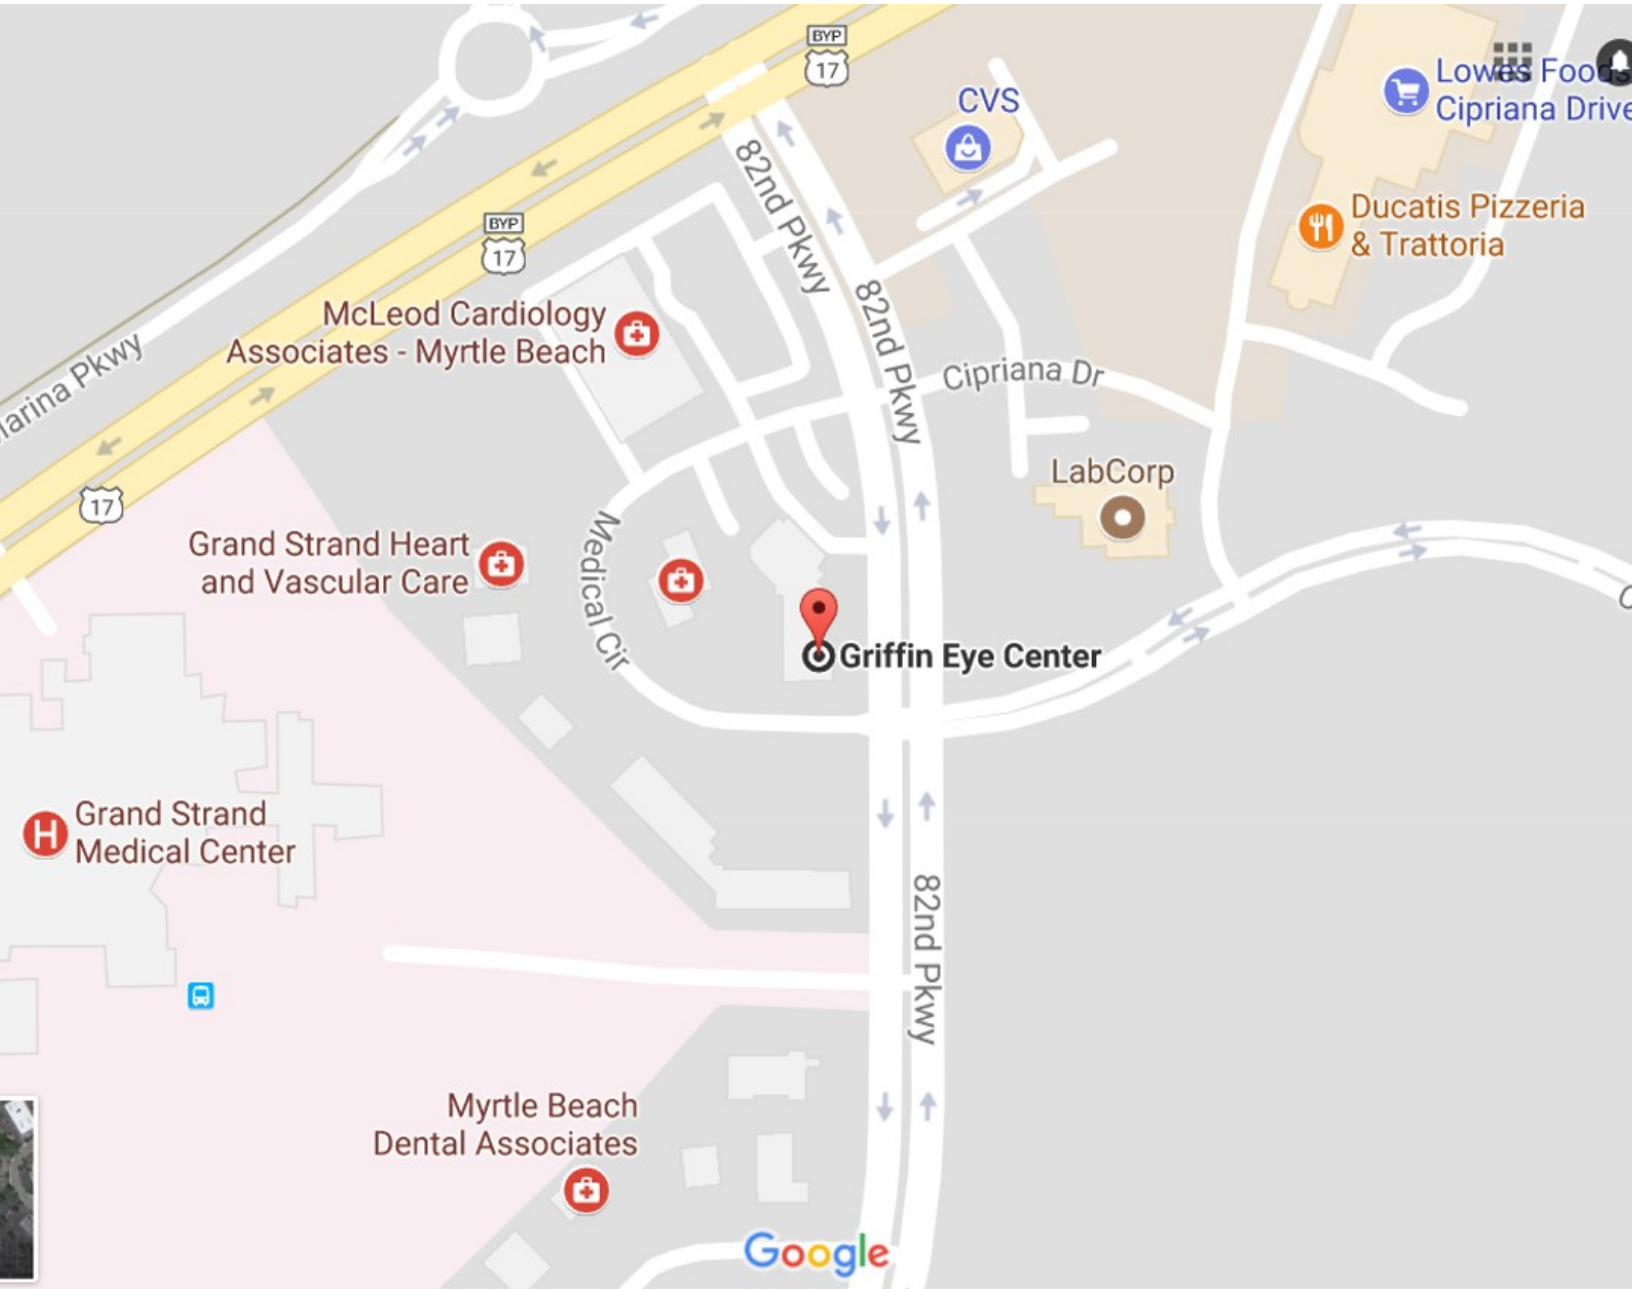 BYP
17
CVS
Lowes Foods
Cipriana Drive
82nd Pkwy
BYP
17
Ducatis Pizzeria
& Trattoria
McLeod Cardiology
Associates - Myrtle Beach
82nd Pkwy
Cipriana Dr
Marina Pkwy
LabCorp
17
Grand Strand Heart
and Vascular Care
Medical Cir
Griffin Eye Center
Grand Strand
Medical Center
H
82nd Pkwy
Myrtle Beach
Dental Associates
Google